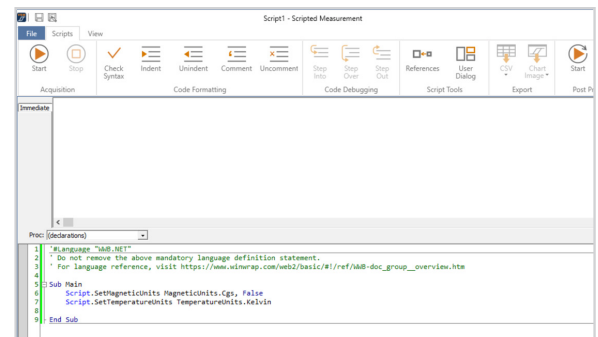 Script1 - Scripted Measurement
File Scripts View
Start Stop Check Syntax Indent Unindent Comment Uncomment Step Into Step Over Step Out References User Dialog CSV Chart Image Start
Acquisition Code Formatting Code Debugging Script Tools Export Post P
Immediate
Proc: (declarations)
1 '#Language "WWB.NET"
2 ' Do not remove the above mandatory language definition statement.
3 ' For language reference, visit https://www.winwrap.com/web2/basic/#!/ref/WWB-doc_group__overview.htm
4
5 Sub Main
6 Script.SetMagneticUnits MagneticUnits.Cgs, False
7 Script.SetTemperatureUnits TemperatureUnits.Kelvin
8
9 End Sub